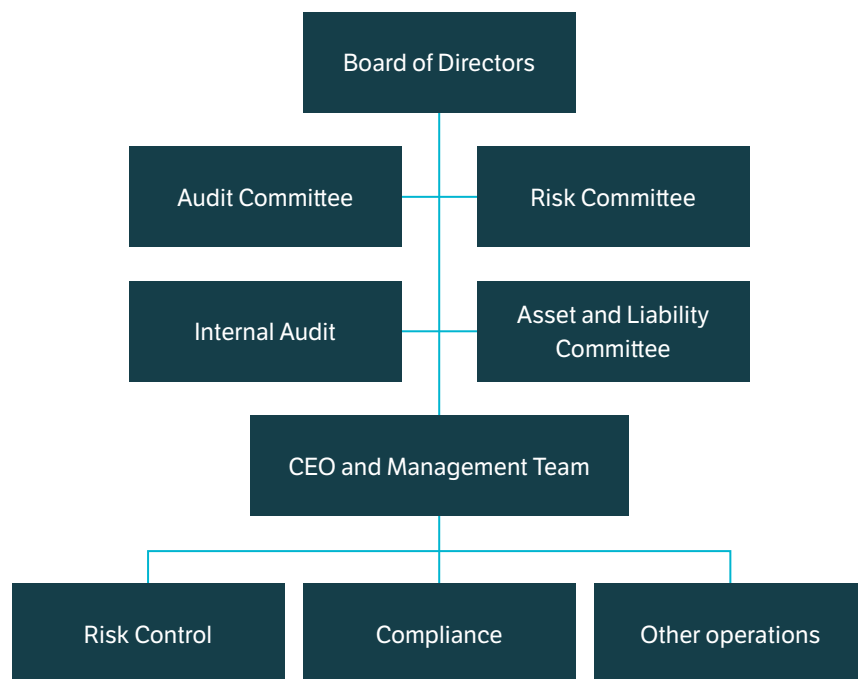 Board of Directors
Audit Committee
Risk Committee
Internal Audit
Asset and Liability
Committee
CEO and Management Team
Risk Control
Compliance
Other operations